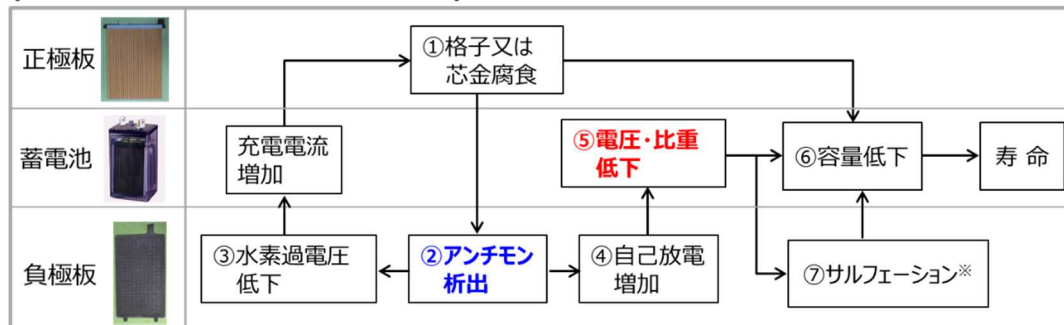 正極板
①格子又は
芯金腐食
蓄電池
充電電流
増加
⑤電圧・比重
低下
⑥容量低下
寿 命
負極板
③水素過電圧
低下
②アンチモン
析出
④自己放電
増加
⑦サルフェーション※